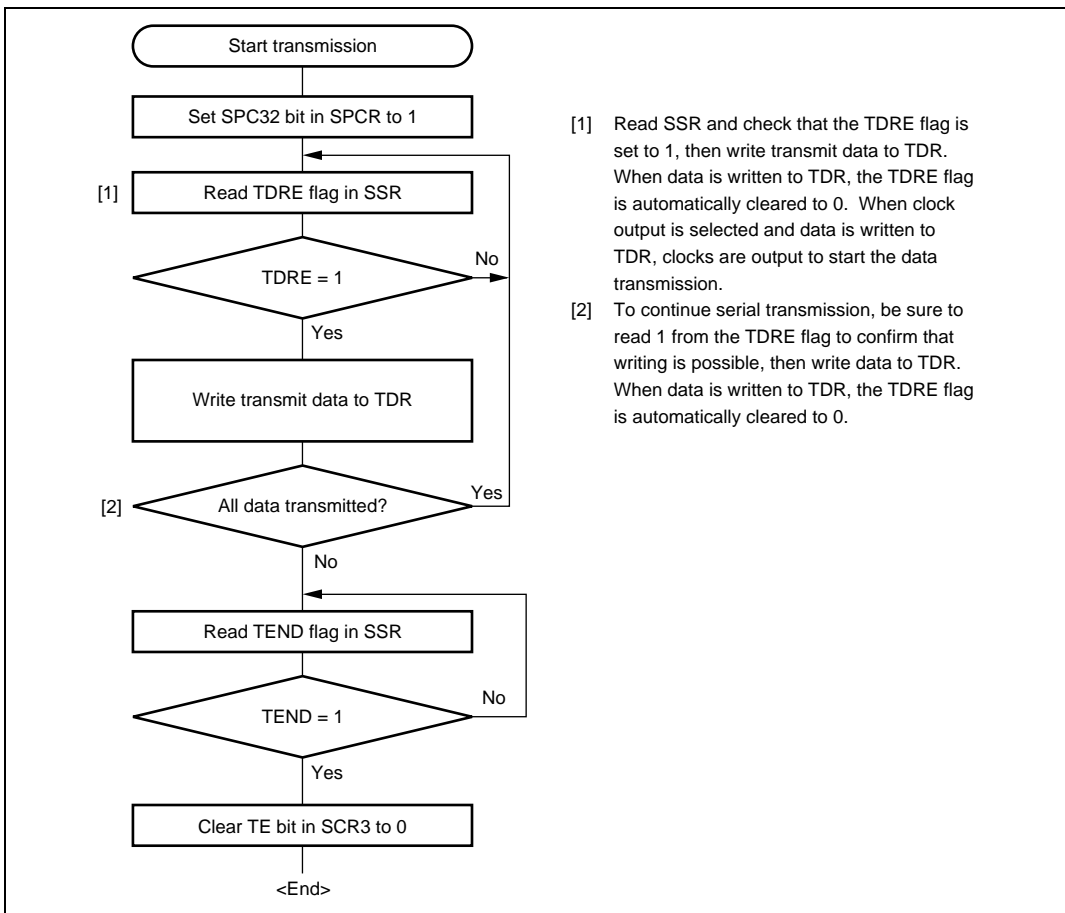 Start transmission
Set SPC32 bit in SPCR to 1
[1] Read TDRE flag in SSR
TDRE = 1
No
Yes
Write transmit data to TDR
[2] All data transmitted?
Yes
No
Read TEND flag in SSR
TEND = 1
No
Yes
Clear TE bit in SCR3 to 0
<End>
[1] Read SSR and check that the TDRE flag is
set to 1, then write transmit data to TDR.
When data is written to TDR, the TDRE flag
is automatically cleared to 0. When clock
output is selected and data is written to
TDR, clocks are output to start the data
transmission.
[2] To continue serial transmission, be sure to
read 1 from the TDRE flag to confirm that
writing is possible, then write data to TDR.
When data is written to TDR, the TDRE flag
is automatically cleared to 0.